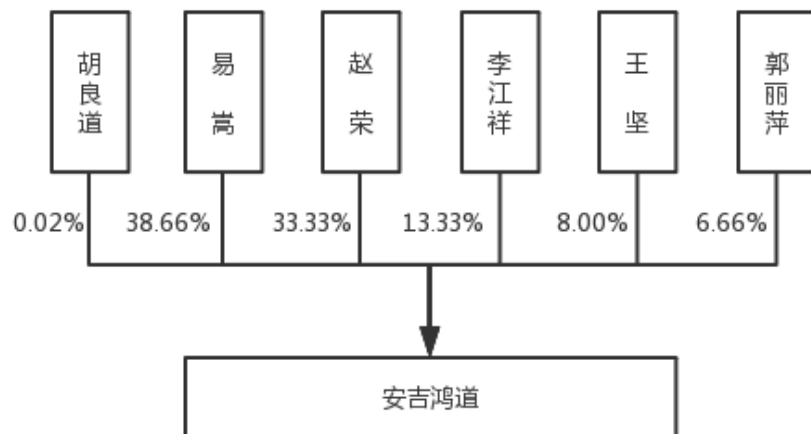 胡良道
易嵩
赵荣
李江祥
王坚
郭丽萍
0.02%
38.66%
33.33%
13.33%
8.00%
6.66%
安吉鸿道